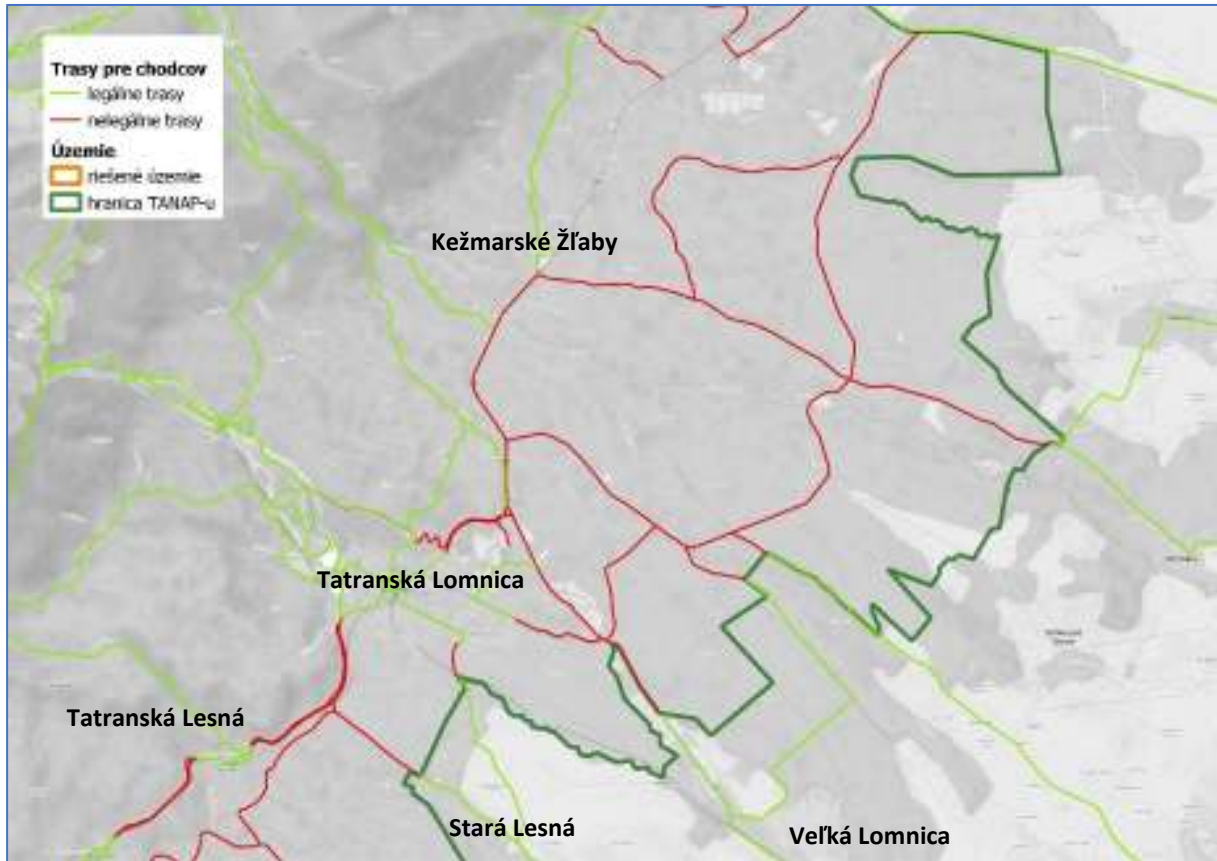 Trasy pre chodcov
legálne trasy
nelegálne trasy
Územie
riešené územie
hranica TANAP-u
Kežmarské Žľaby
Tatranská Lomnica
Tatranská Lesná
Stará Lesná
Veľká Lomnica